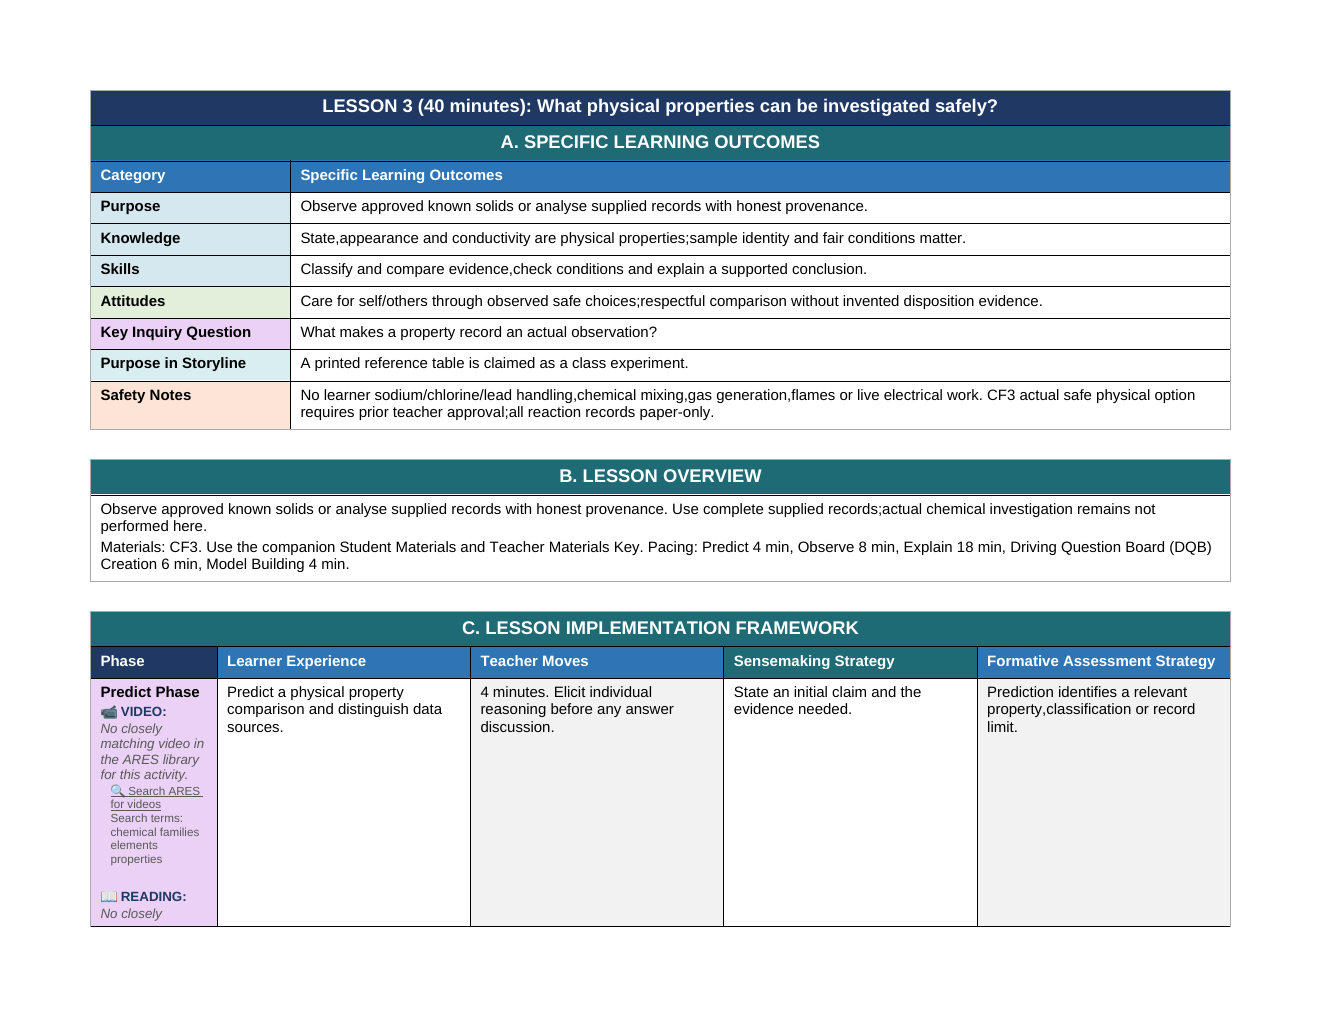 LESSON 3 (40 minutes): What physical properties can be investigated safely?
A. SPECIFIC LEARNING OUTCOMES
Category
Specific Learning Outcomes
Purpose
Observe approved known solids or analyse supplied records with honest provenance.
Knowledge
State,appearance and conductivity are physical properties;sample identity and fair conditions matter.
Skills
Classify and compare evidence,check conditions and explain a supported conclusion.
Attitudes
Care for self/others through observed safe choices;respectful comparison without invented disposition evidence.
Key Inquiry Question
What makes a property record an actual observation?
Purpose in Storyline
A printed reference table is claimed as a class experiment.
Safety Notes
No learner sodium/chlorine/lead handling,chemical mixing,gas generation,flames or live electrical work. CF3 actual safe physical option
requires prior teacher approval;all reaction records paper-only.
B. LESSON OVERVIEW
Observe approved known solids or analyse supplied records with honest provenance. Use complete supplied records;actual chemical investigation remains not
performed here.
Materials: CF3. Use the companion Student Materials and Teacher Materials Key. Pacing: Predict 4 min, Observe 8 min, Explain 18 min, Driving Question Board (DQB)
Creation 6 min, Model Building 4 min.
C. LESSON IMPLEMENTATION FRAMEWORK
Phase
Learner Experience
Teacher Moves
Sensemaking Strategy
Formative Assessment Strategy
Predict Phase
📹 VIDEO:
No closely
matching video in
the ARES library
for this activity.
🔍 Search ARES
for videos
Search terms:
chemical families
elements
properties
📖 READING:
No closely
Predict a physical property
comparison and distinguish data
sources.
4 minutes. Elicit individual
reasoning before any answer
discussion.
State an initial claim and the
evidence needed.
Prediction identifies a relevant
property,classification or record
limit.